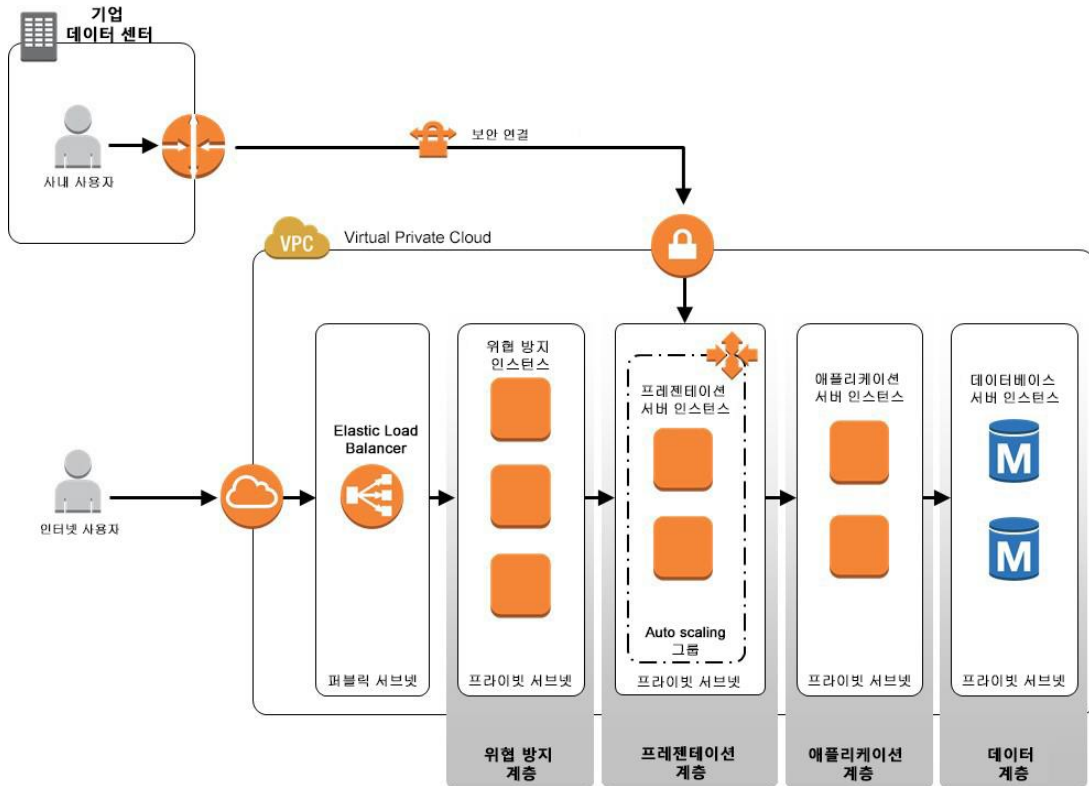 기업
데이터 센터
사내 사용자
보안 연결
VPC
Virtual Private Cloud
인터넷 사용자
Elastic Load
Balancer
퍼블릭 서브넷
위협 방지
인스턴스
프라이빗 서브넷
위협 방지
계층
프레젠테이션
서버 인스턴스
Auto scaling
그룹
프라이빗 서브넷
프레젠테이션
계층
애플리케이션
서버 인스턴스
프라이빗 서브넷
애플리케이션
계층
데이터베이스
서버 인스턴스
M
M
프라이빗 서브넷
데이터
계층